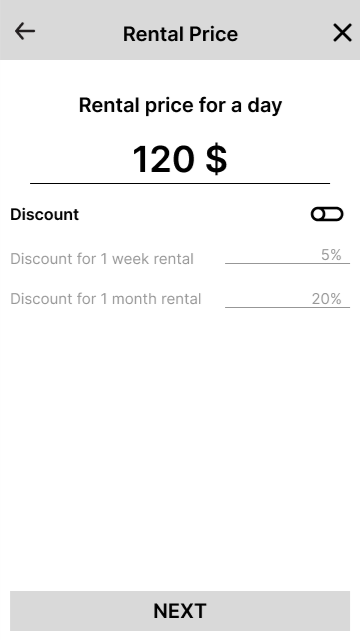 Rental Price
Rental price for a day
120 $
Discount
Discount for 1 week rental 5%
Discount for 1 month rental 20%
NEXT